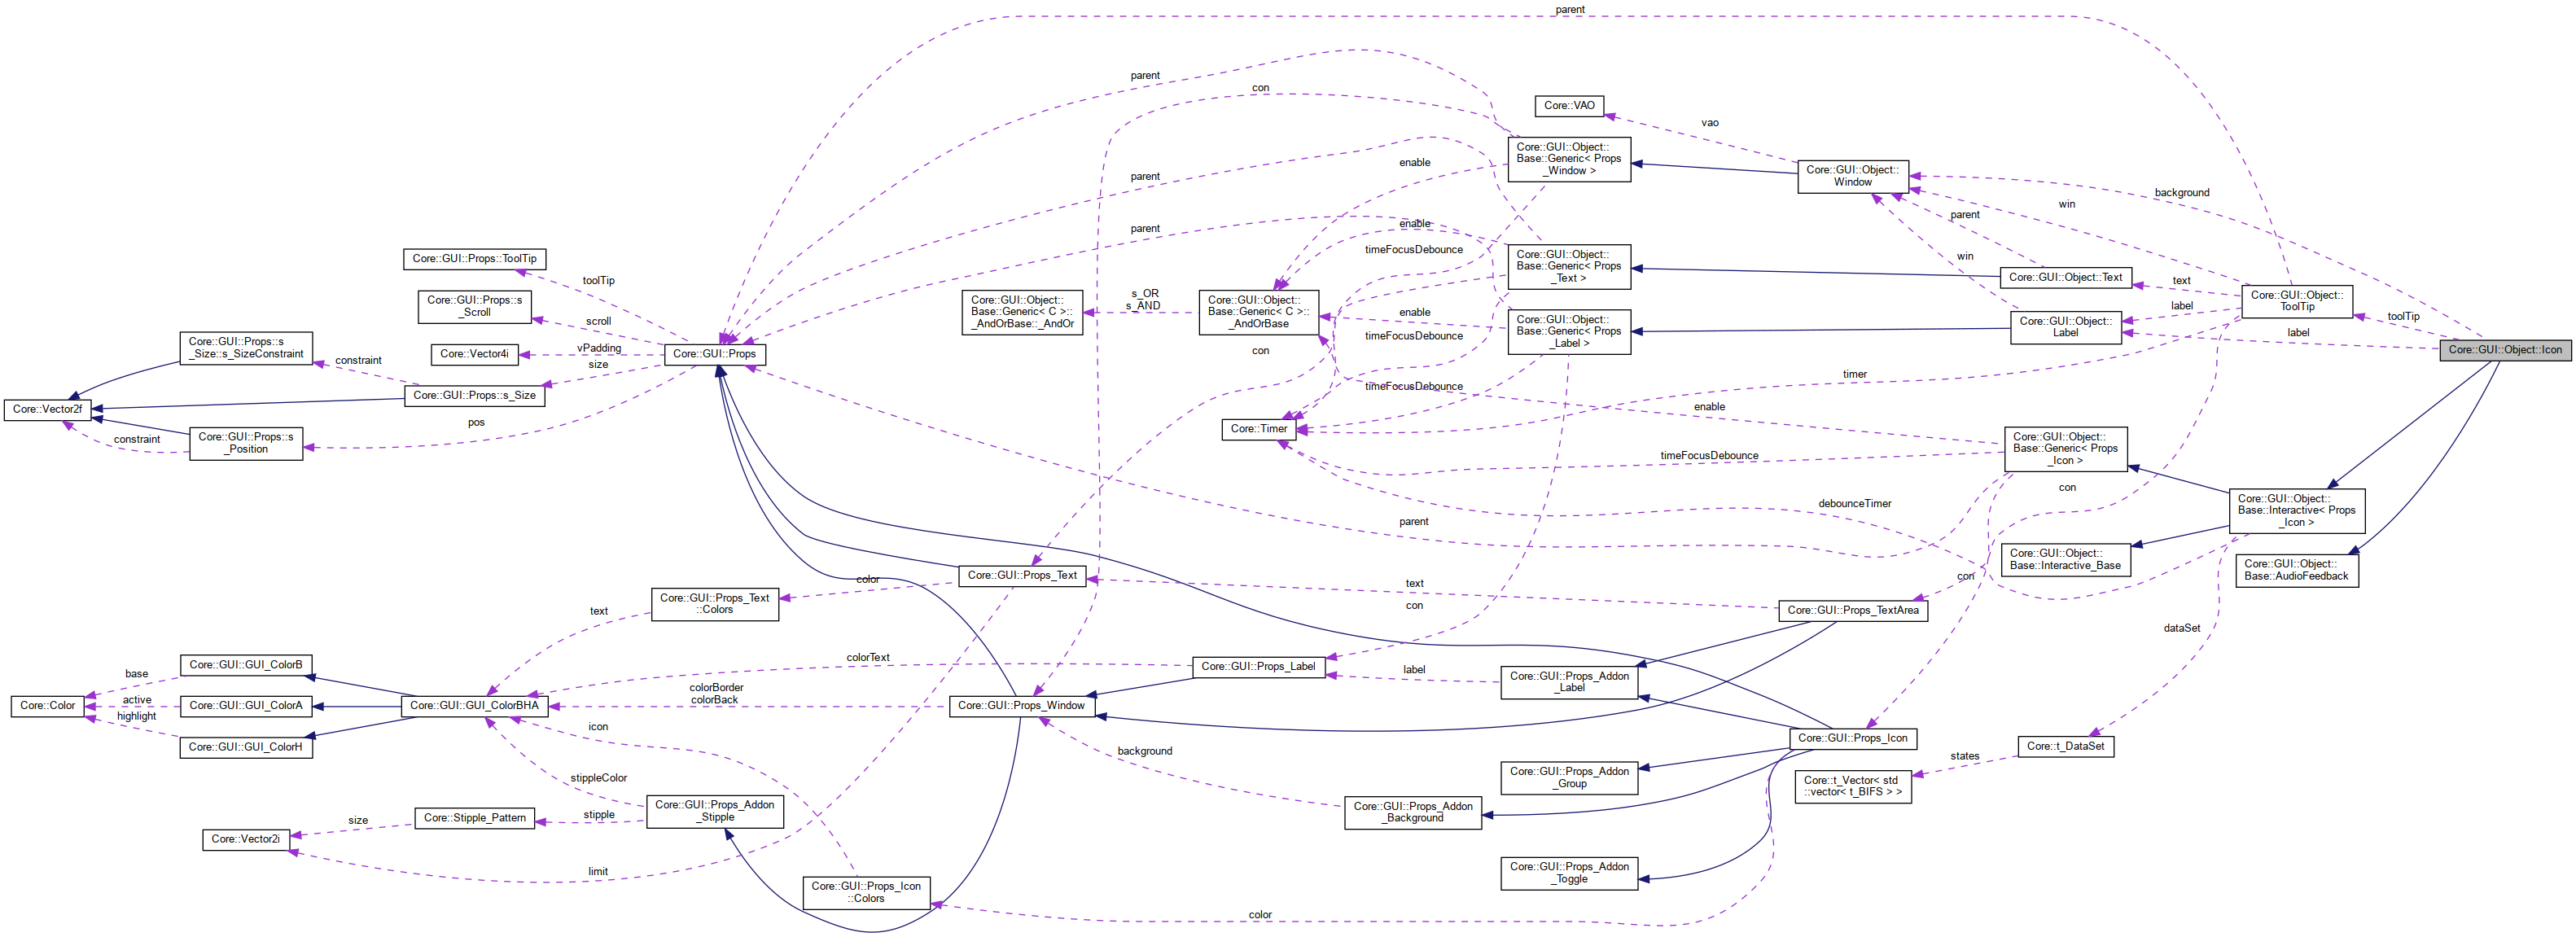 parent
parent
con
Core::VAO
vao
Core::GUI::Object::
Base::Generic< Props
_Window >
enable
parent
Core::GUI::Object::
Window
background
win
parent
parent
enable
timeFocusDebounce
Core::GUI::Object::
Base::Generic< Props
_Text >
win
Core::GUI::Object::Text
text
label
Core::GUI::Object::
ToolTip
toolTip
Core::GUI::Props::ToolTip
toolTip
Core::GUI::Props::s
_Scroll
scroll
Core::GUI::Object::
Base::Generic< C >::
_AndOrBase::_AndOr
s_OR
s_AND
Core::GUI::Object::
Base::Generic< C >::
_AndOrBase
enable
timeFocusDebounce
Core::GUI::Object::
Base::Generic< Props
_Label >
Core::GUI::Object::
Label
label
Core::GUI::Object::Icon
Core::GUI::Props::s
_Size::s_SizeConstraint
constraint
Core::Vector4i
vPadding
size
Core::GUI::Props
con
timer
Core::GUI::Props::s_Size
timeFocusDebounce
enable
Core::Vector2f
constraint
Core::GUI::Props::s
_Position
pos
Core::Timer
timeFocusDebounce
Core::GUI::Object::
Base::Generic< Props
_Icon >
con
debounceTimer
parent
Core::GUI::Object::
Base::Interactive< Props
_Icon >
Core::GUI::Object::
Base::Interactive_Base
Core::GUI::Object::
Base::AudioFeedback
con
color
Core::GUI::Props_Text
text
con
Core::GUI::Props_Text
::Colors
text
Core::GUI::Props_TextArea
dataSet
Core::GUI::GUI_ColorB
base
colorText
Core::GUI::Props_Label
label
Core::GUI::Props_Addon
_Label
Core::Color
active
highlight
Core::GUI::GUI_ColorA
Core::GUI::GUI_ColorBHA
colorBorder
colorBack
Core::GUI::Props_Window
Core::GUI::GUI_ColorH
icon
background
Core::GUI::Props_Icon
Core::t_DataSet
states
Core::GUI::Props_Addon
_Group
Core::t_Vector< std
::vector< t_BIFS > >
stippleColor
Core::GUI::Props_Addon
_Stipple
Core::GUI::Props_Addon
_Background
Core::Vector2i
size
Core::Stipple_Pattern
stipple
limit
Core::GUI::Props_Addon
_Toggle
Core::GUI::Props_Icon
::Colors
color